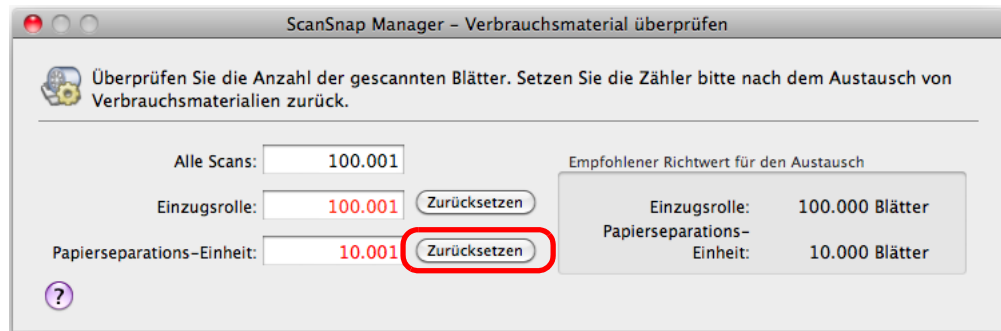 ScanSnap Manager – Verbrauchsmaterial überprüfen
Überprüfen Sie die Anzahl der gescannten Blätter. Setzen Sie die Zähler bitte nach dem Austausch von
Verbrauchsmaterialien zurück.
Alle Scans: 100.001
Einzugsrolle: 100.001 Zurücksetzen
Papierseparations-Einheit: 10.001 Zurücksetzen
Empfohlener Richtwert für den Austausch
Einzugsrolle: 100.000 Blätter
Papierseparations-
Einheit: 10.000 Blätter
?